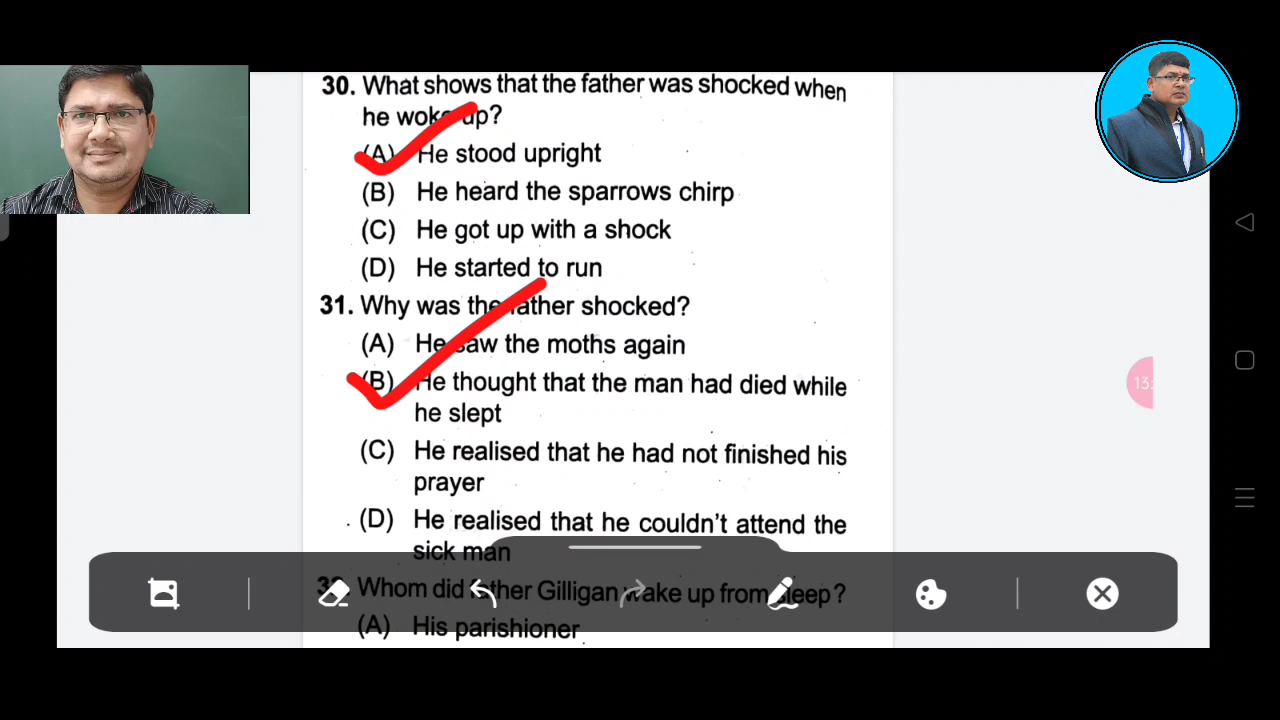 30. What shows that the father was shocked when
he woke up?
(A) He stood upright
(B) He heard the sparrows chirp
(C) He got up with a shock
(D) He started to run
31. Why was the father shocked?
(A) He saw the moths again
(B) He thought that the man had died while
he slept
(C) He realised that he had not finished his
prayer
(D) He realised that he couldn't attend the
sick man
32. Whom did father Gilligan wake up from sleep?
(A) His parishioner
13: